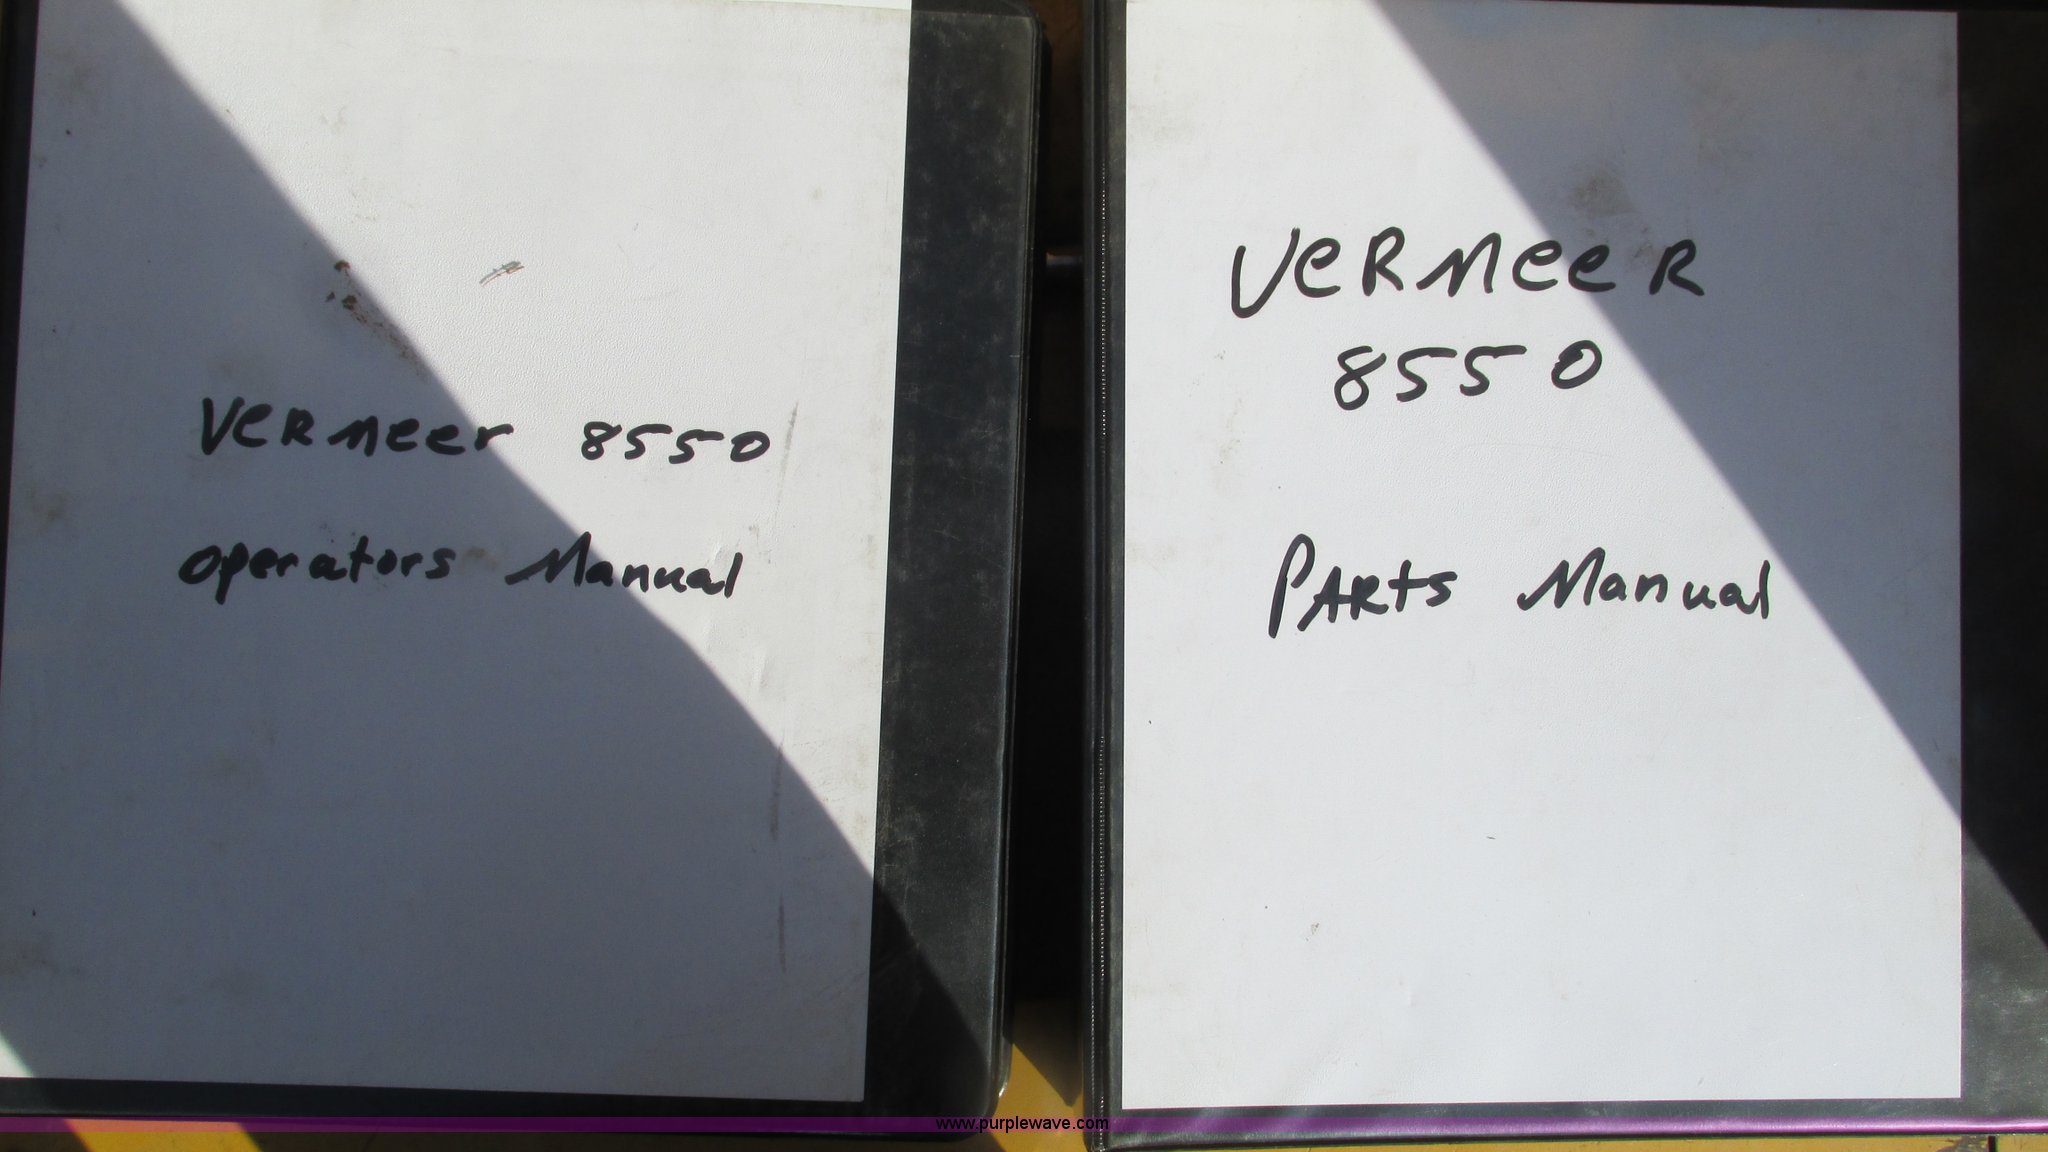 VeRMeer 8550
operators Manual
VeRMeeR
8550
PARts Manual
www.purplewave.com